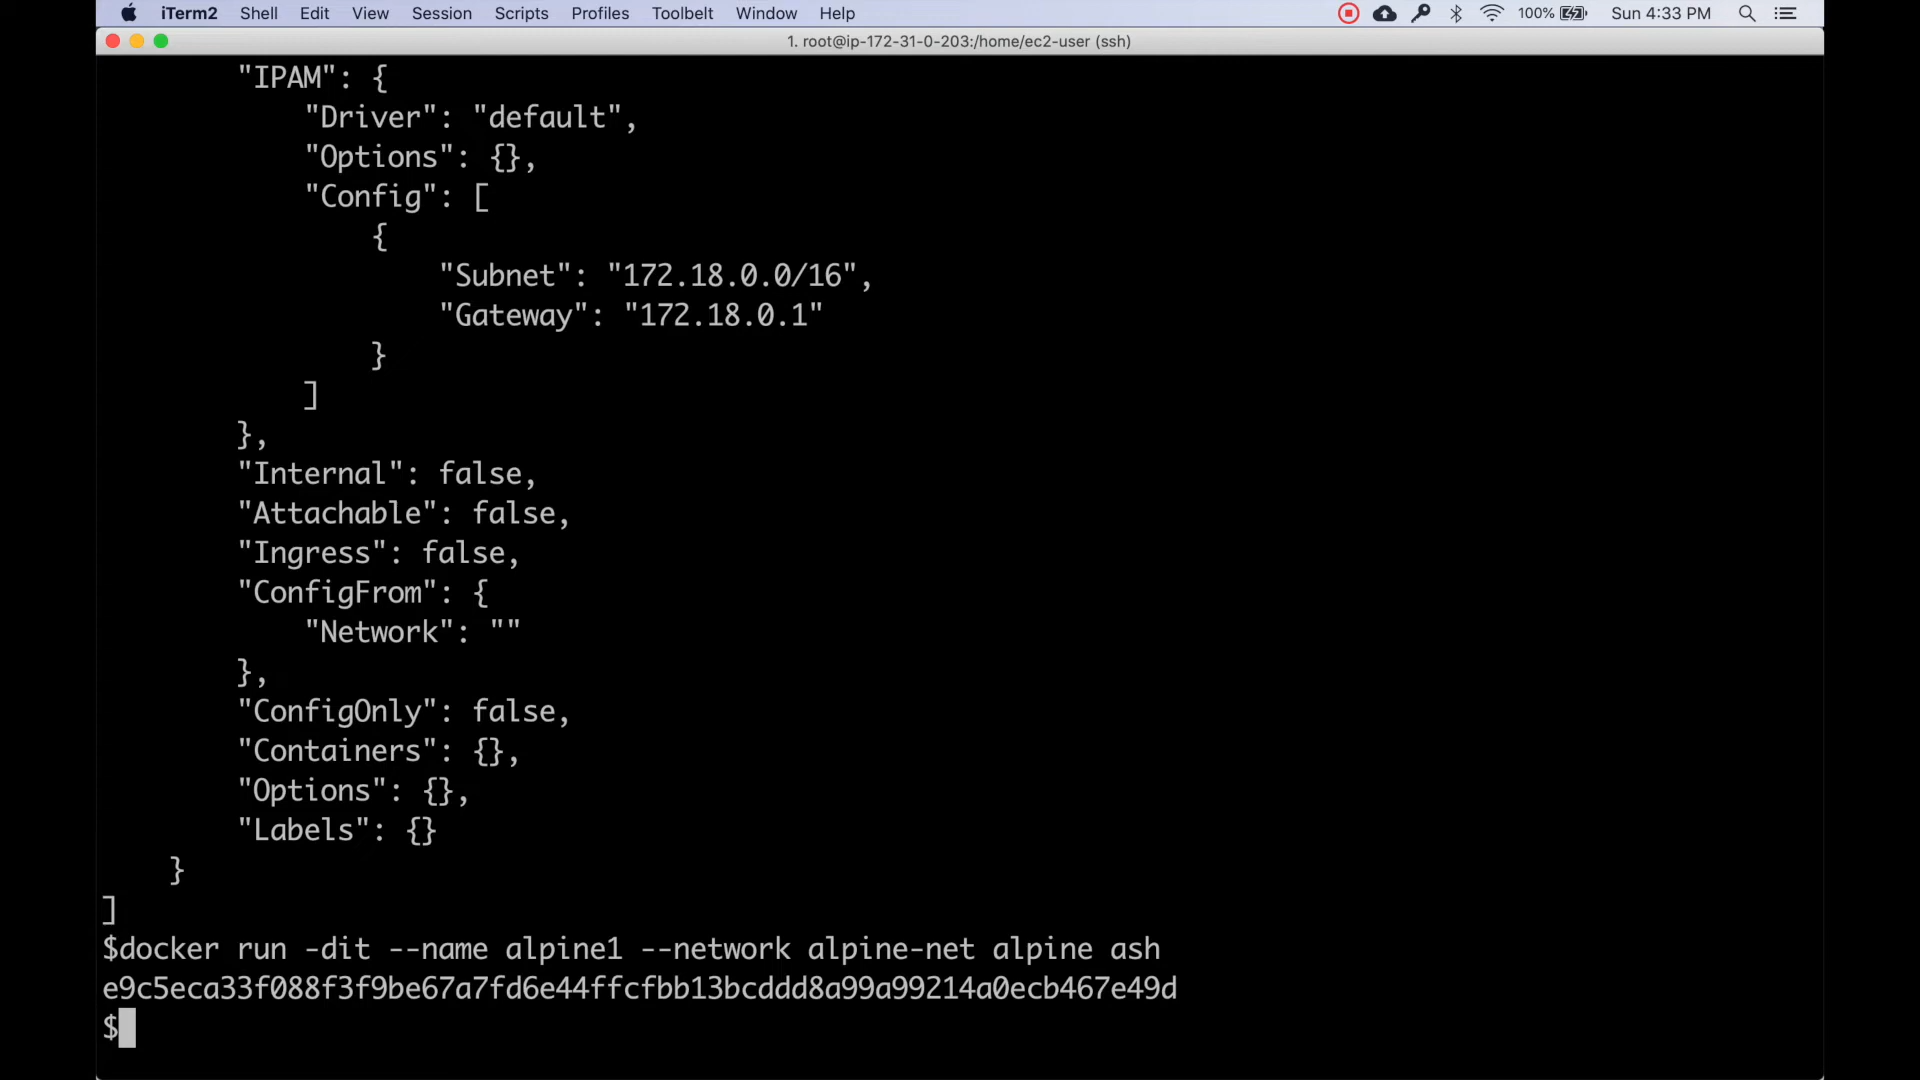 iTerm2 Shell Edit View Session Scripts Profiles Toolbelt Window Help 100% Sun 4:33 PM
1. root@ip-172-31-0-203:/home/ec2-user (ssh)
"IPAM": {
"Driver": "default",
"Options": {},
"Config": [
{
"Subnet": "172.18.0.0/16",
"Gateway": "172.18.0.1"
}
]
},
"Internal": false,
"Attachable": false,
"Ingress": false,
"ConfigFrom": {
"Network": ""
},
"ConfigOnly": false,
"Containers": {},
"Options": {},
"Labels": {}
}
]
$docker run -dit --name alpine1 --network alpine-net alpine ash
e9c5eca33f088f3f9be67a7fd6e44ffcfbb13bcddd8a99a99214a0ecb467e49d
$